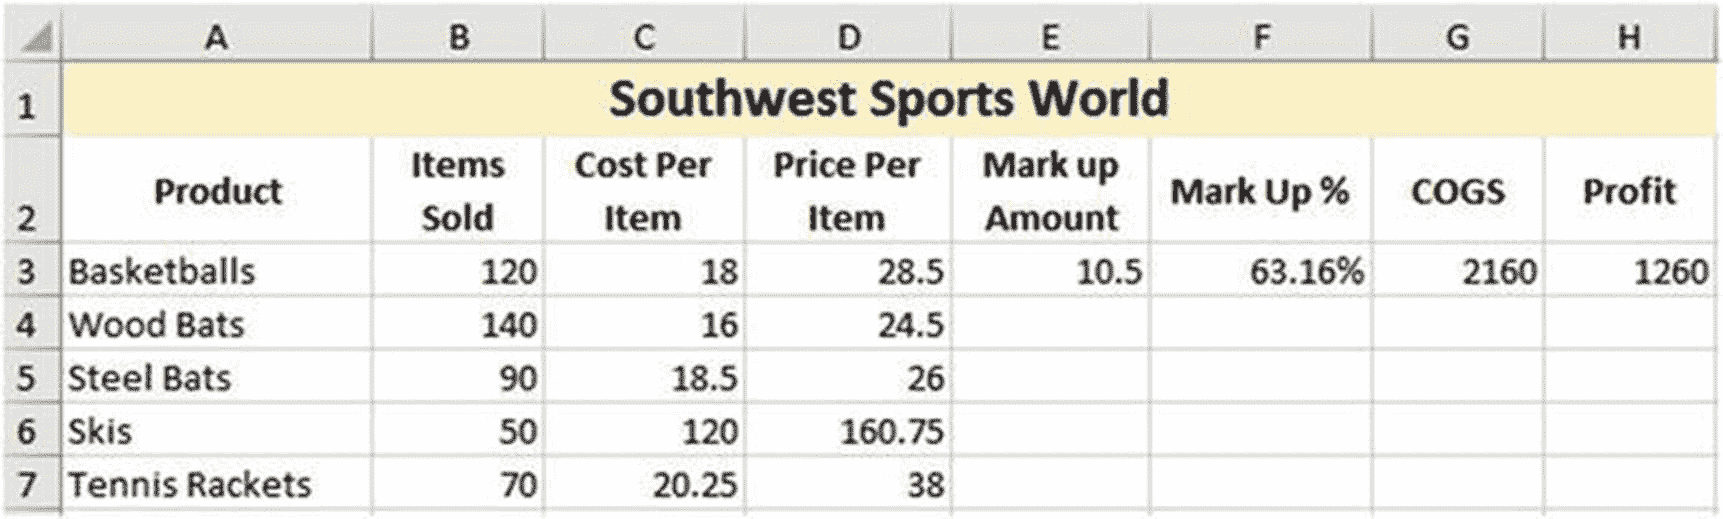 A B C D E F G H
1 Southwest Sports World
2 Product Items Sold Cost Per Item Price Per Item Mark up Amount Mark Up % COGS Profit
3 Basketballs 120 18 28.5 10.5 63.16% 2160 1260
4 Wood Bats 140 16 24.5
5 Steel Bats 90 18.5 26
6 Skis 50 120 160.75
7 Tennis Rackets 70 20.25 38